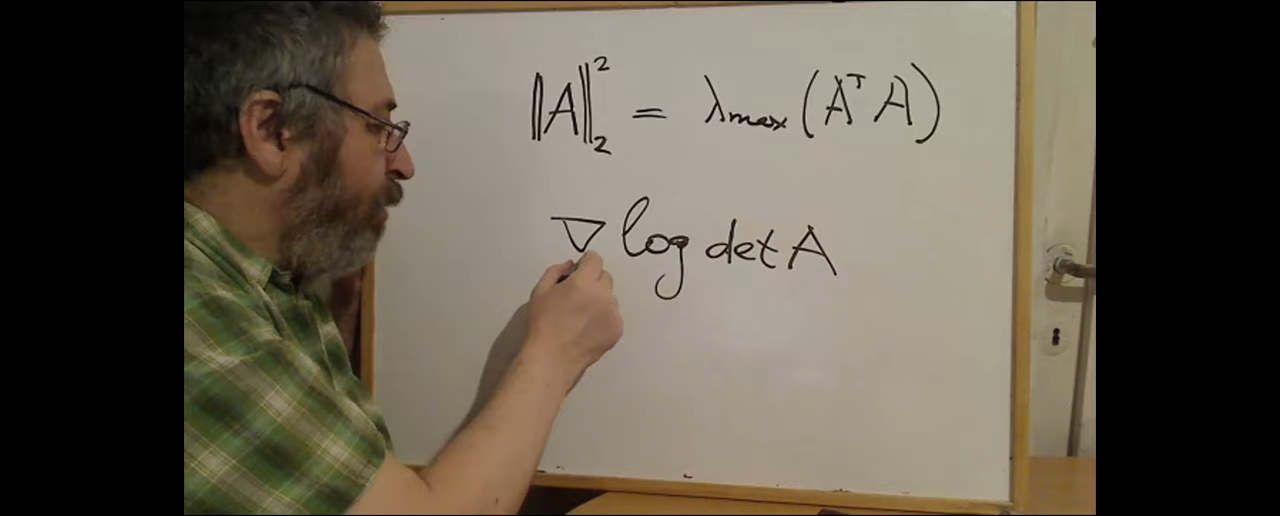 ‖A‖₂² = λmax(AᵀA)
∇ log det A